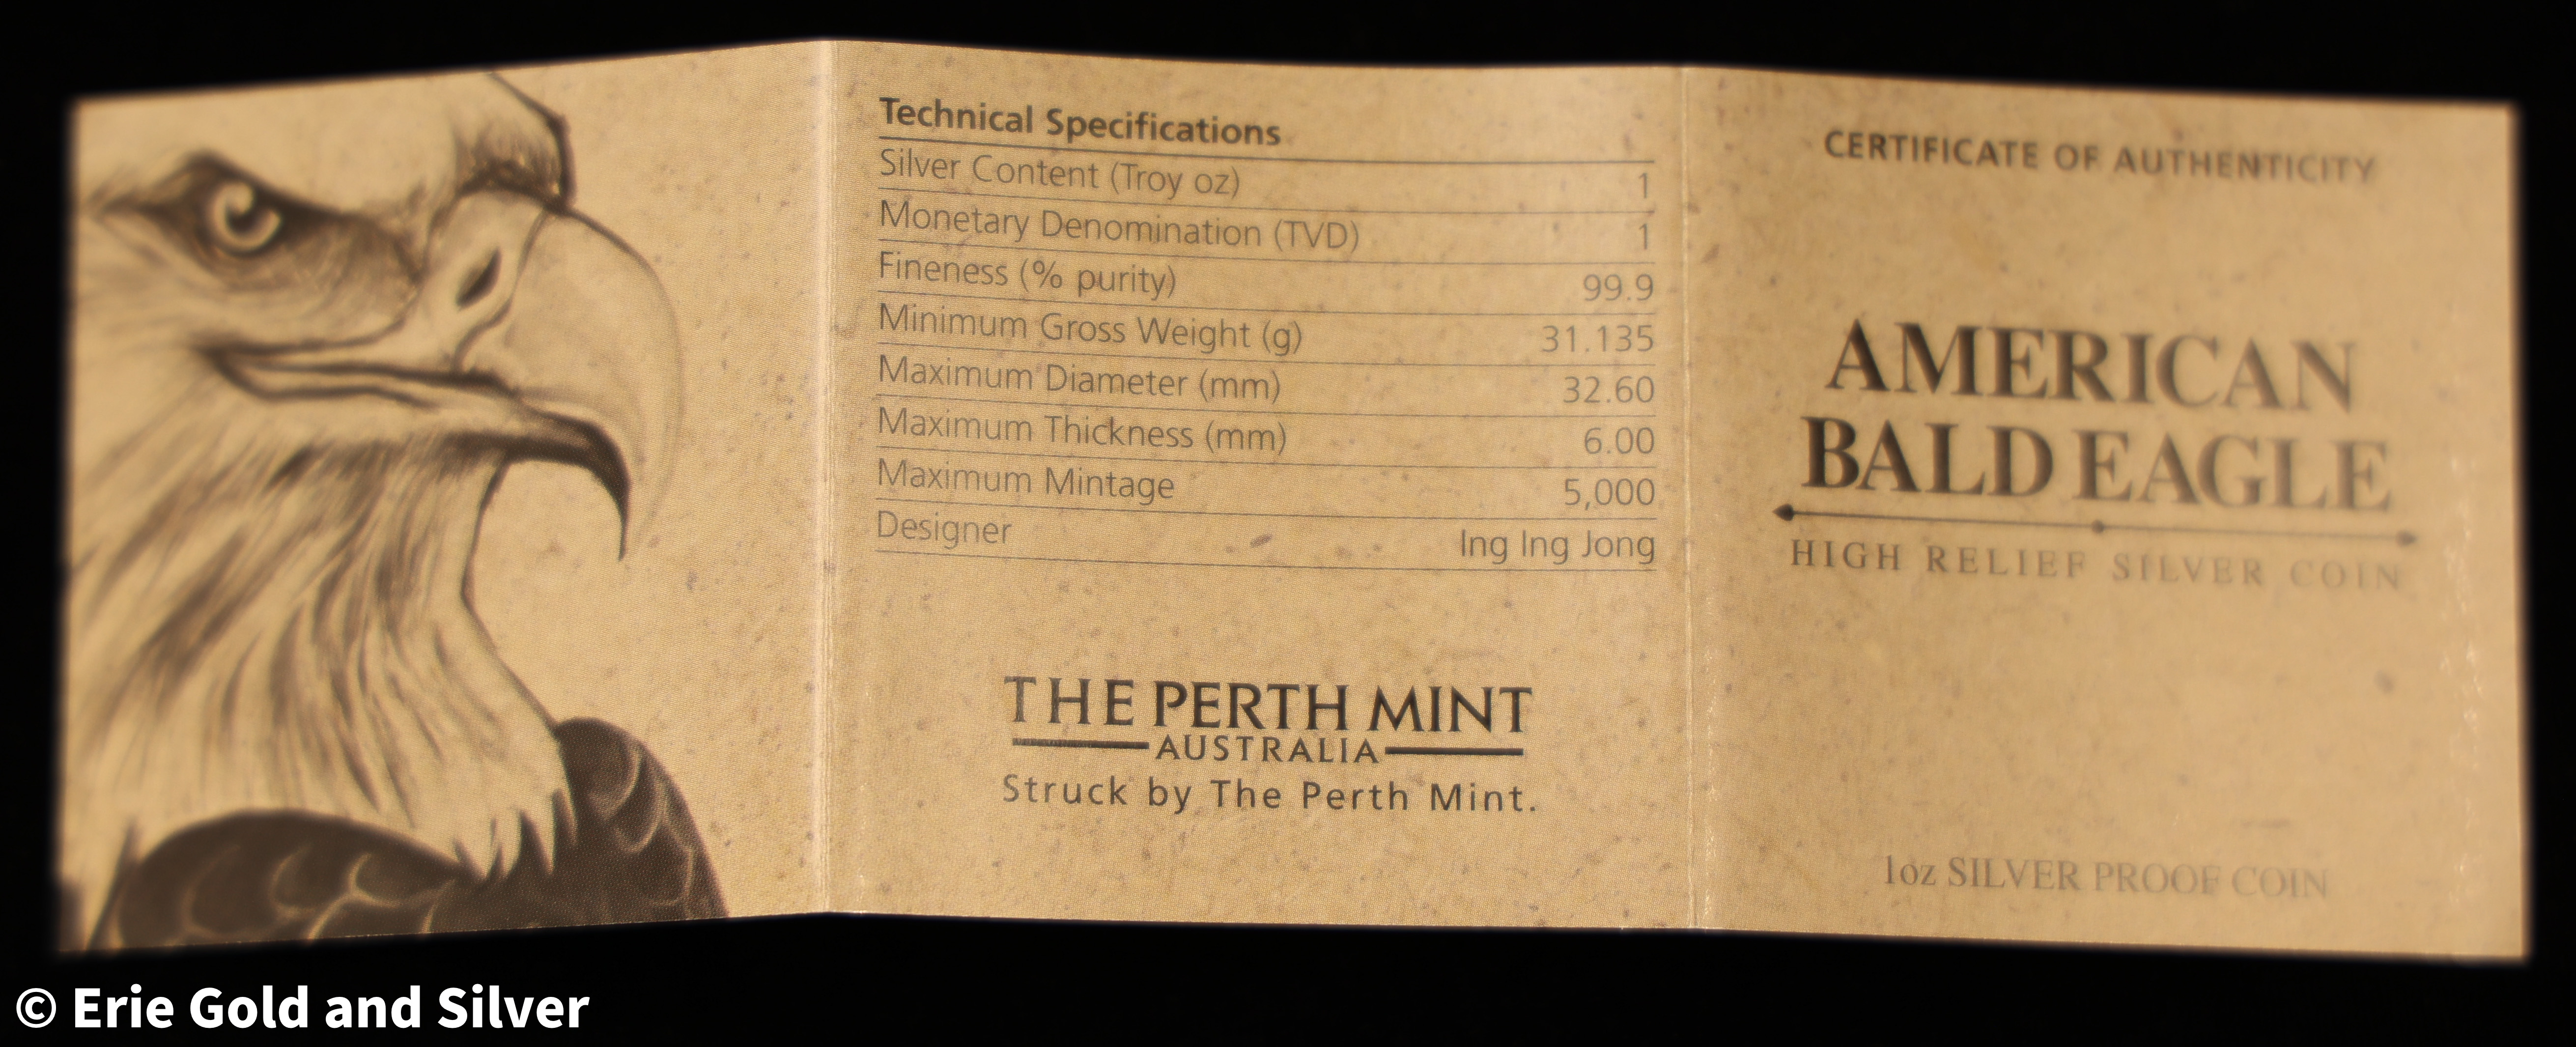 Technical Specifications
Silver Content (Troy oz) 1
Monetary Denomination (TVD) 1
Fineness (% purity) 99.9
Minimum Gross Weight (g) 31.135
Maximum Diameter (mm) 32.60
Maximum Thickness (mm) 6.00
Maximum Mintage 5,000
Designer Ing Ing Jong
THE PERTH MINT
AUSTRALIA
Struck by The Perth Mint.
CERTIFICATE OF AUTHENTICITY
AMERICAN
BALD EAGLE
HIGH RELIEF SILVER COIN
1oz SILVER PROOF COIN
© Erie Gold and Silver